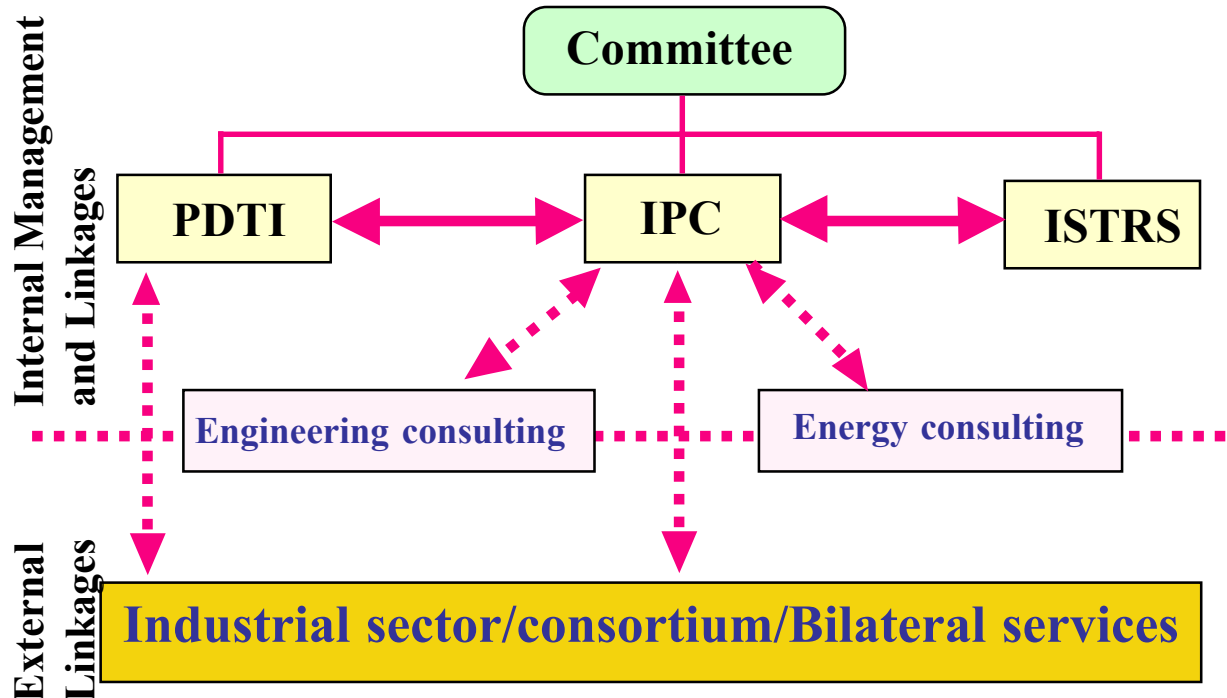 Committee
Internal Management
and Linkages
PDTI
IPC
ISTRS
Engineering consulting
Energy consulting
External
Linkages
Industrial sector/consortium/Bilateral services